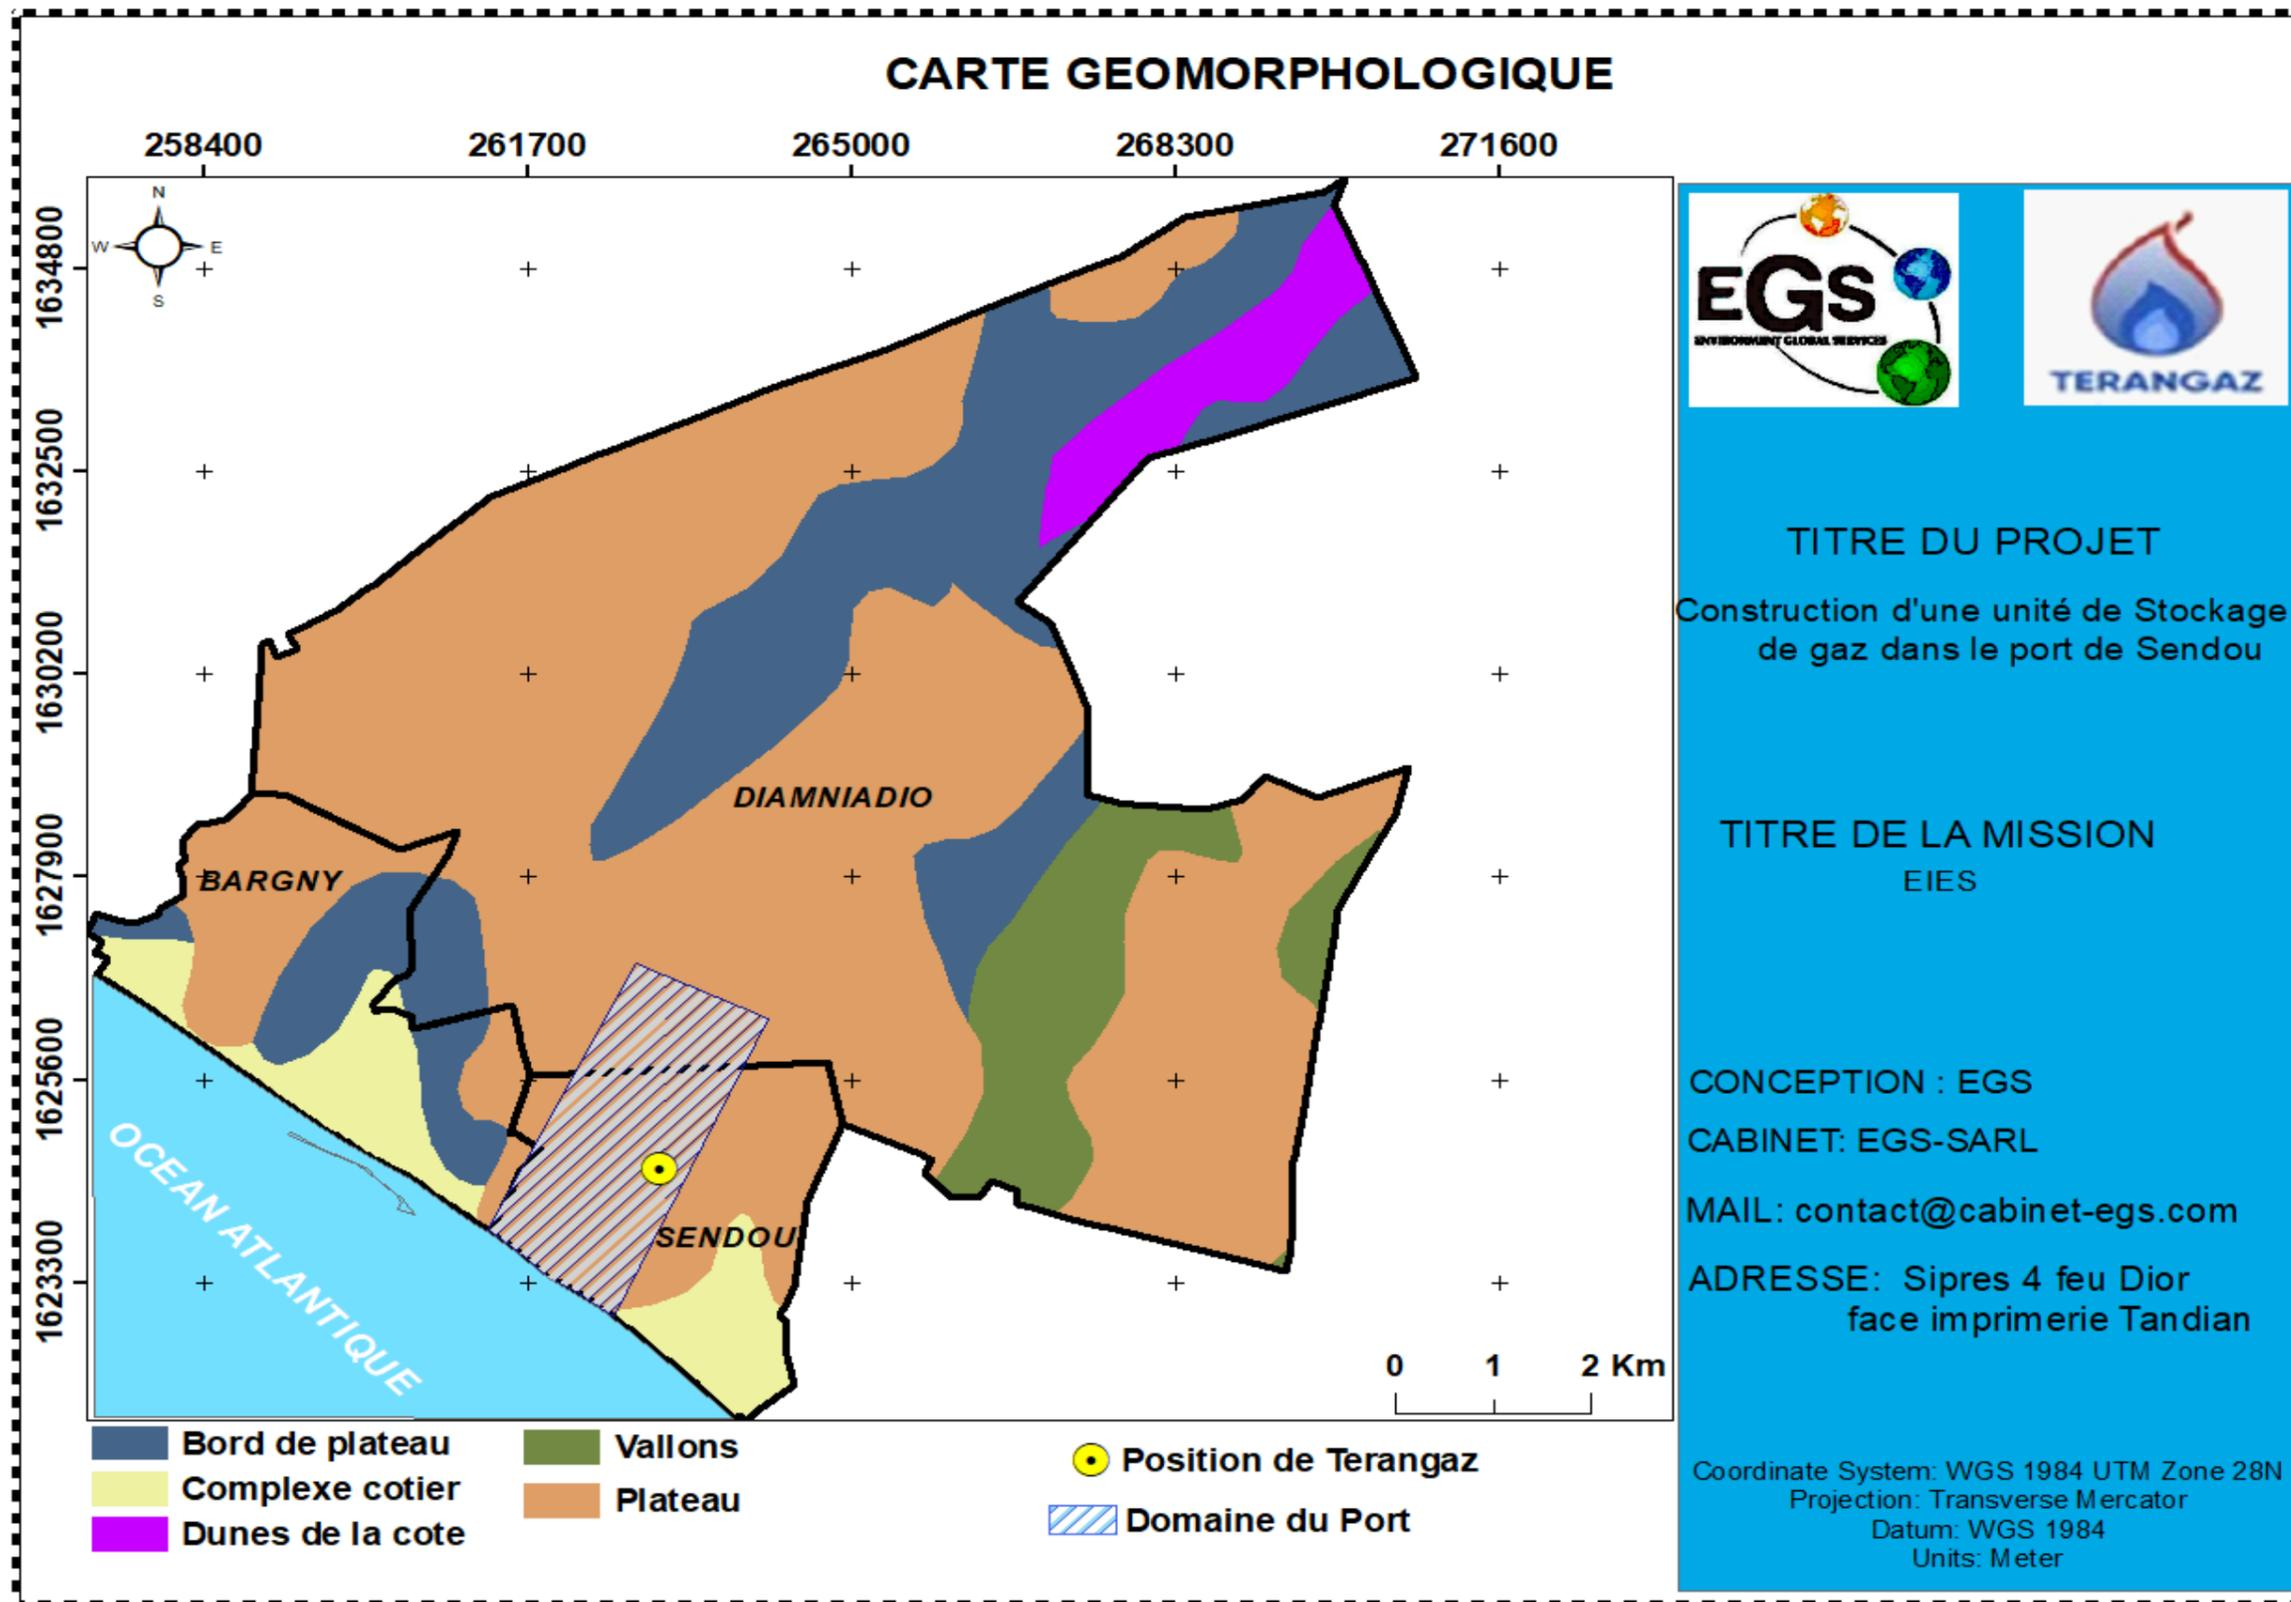 CARTE GEOMORPHOLOGIQUE
258400 261700 265000 268300 271600
1634800
1632500
1630200
1627900
1625600
1623300
N
W E
S
DIAMNIADIO
BARGNY
SENDOU
OCEAN ATLANTIQUE
0 1 2 Km
Bord de plateau
Complexe cotier
Dunes de la cote
Vallons
Plateau
Position de Terangaz
Domaine du Port
EGS
ENVIRONMENT GLOBAL SERVICES
TERANGAZ
TITRE DU PROJET
Construction d'une unité de Stockage
de gaz dans le port de Sendou
TITRE DE LA MISSION
EIES
CONCEPTION : EGS
CABINET: EGS-SARL
MAIL: contact@cabinet-egs.com
ADRESSE: Sipres 4 feu Dior
face imprimerie Tandian
Coordinate System: WGS 1984 UTM Zone 28N
Projection: Transverse Mercator
Datum: WGS 1984
Units: Meter